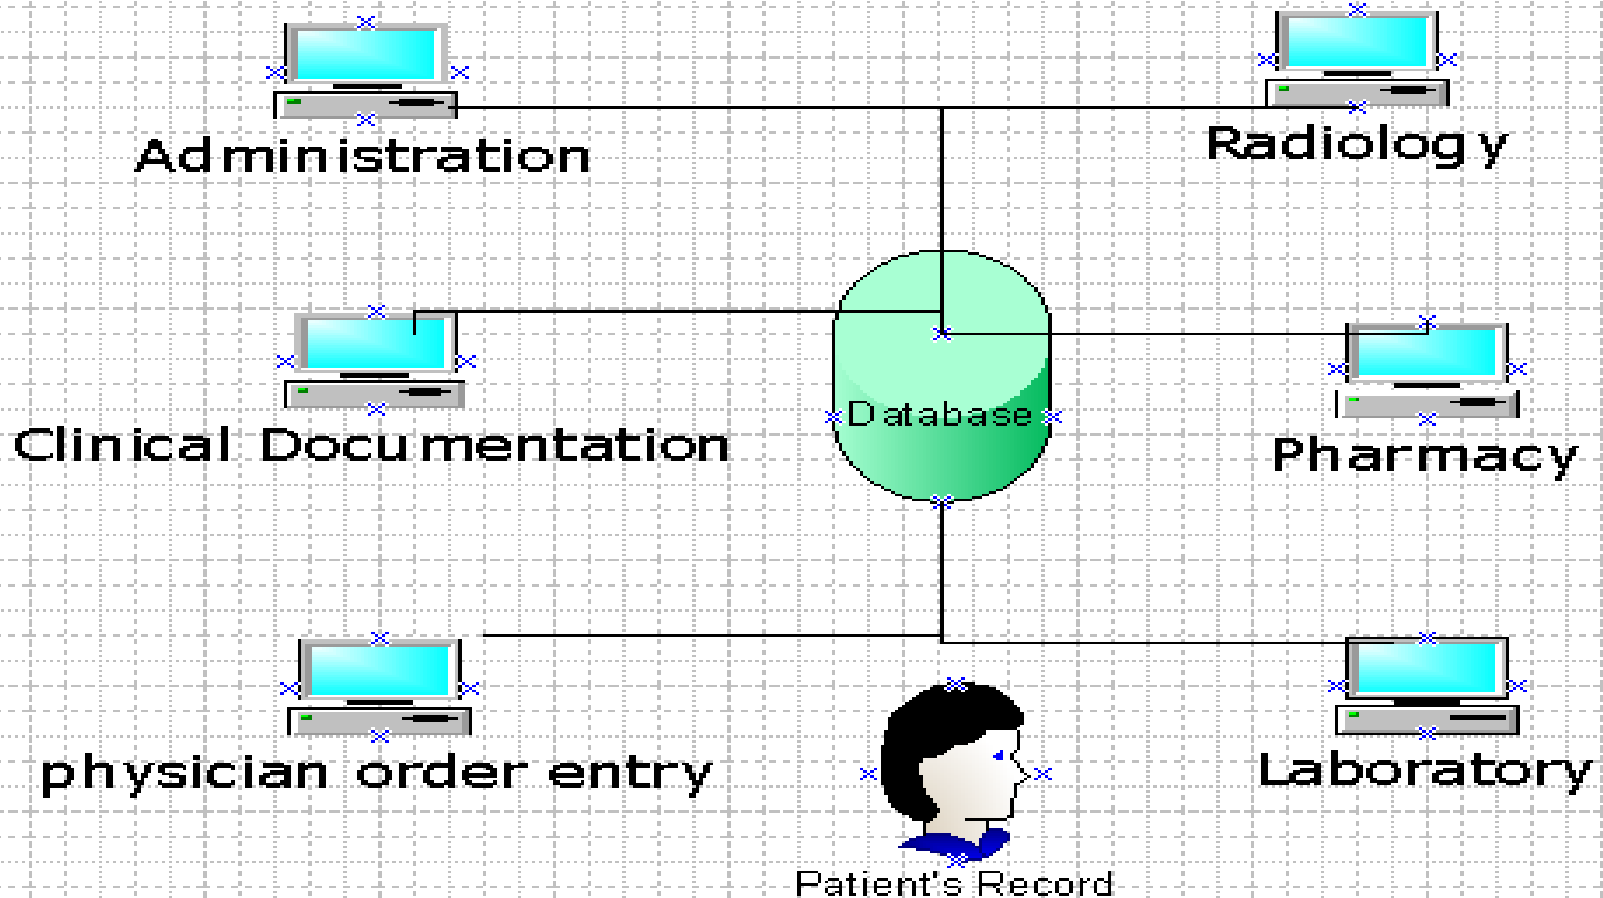 Administration
Radiology
Clinical Documentation
Database
Pharmacy
physician order entry
Laboratory
Patient's Record